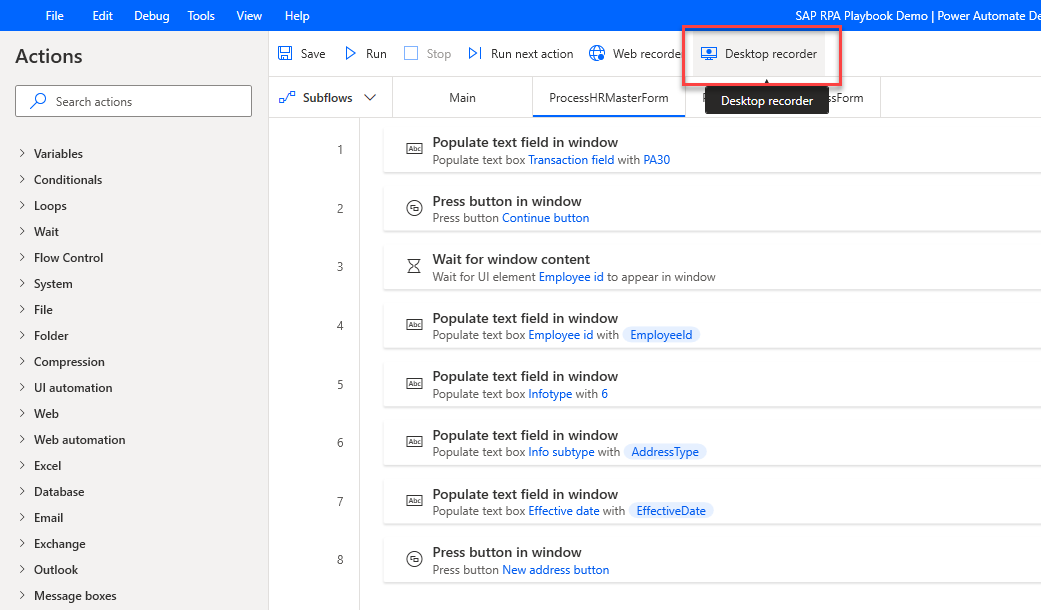 File Edit Debug Tools View Help SAP RPA Playbook Demo | Power Automate De
Actions
Save Run Stop Run next action Web recorde Desktop recorder
Search actions
Subflows Main ProcessHRMasterForm ssForm
Desktop recorder
Variables
Conditionals
Loops
Wait
Flow Control
System
File
Folder
Compression
UI automation
Web
Web automation
Excel
Database
Email
Exchange
Outlook
Message boxes
1
Populate text field in window
Populate text box Transaction field with PA30
2
Press button in window
Press button Continue button
3
Wait for window content
Wait for UI element Employee id to appear in window
4
Abc
Populate text field in window
Populate text box Employee id with EmployeeId
5
Abc
Populate text field in window
Populate text box Infotype with 6
6
Abc
Populate text field in window
Populate text box Info subtype with AddressType
7
Abc
Populate text field in window
Populate text box Effective date with EffectiveDate
8
Press button in window
Press button New address button